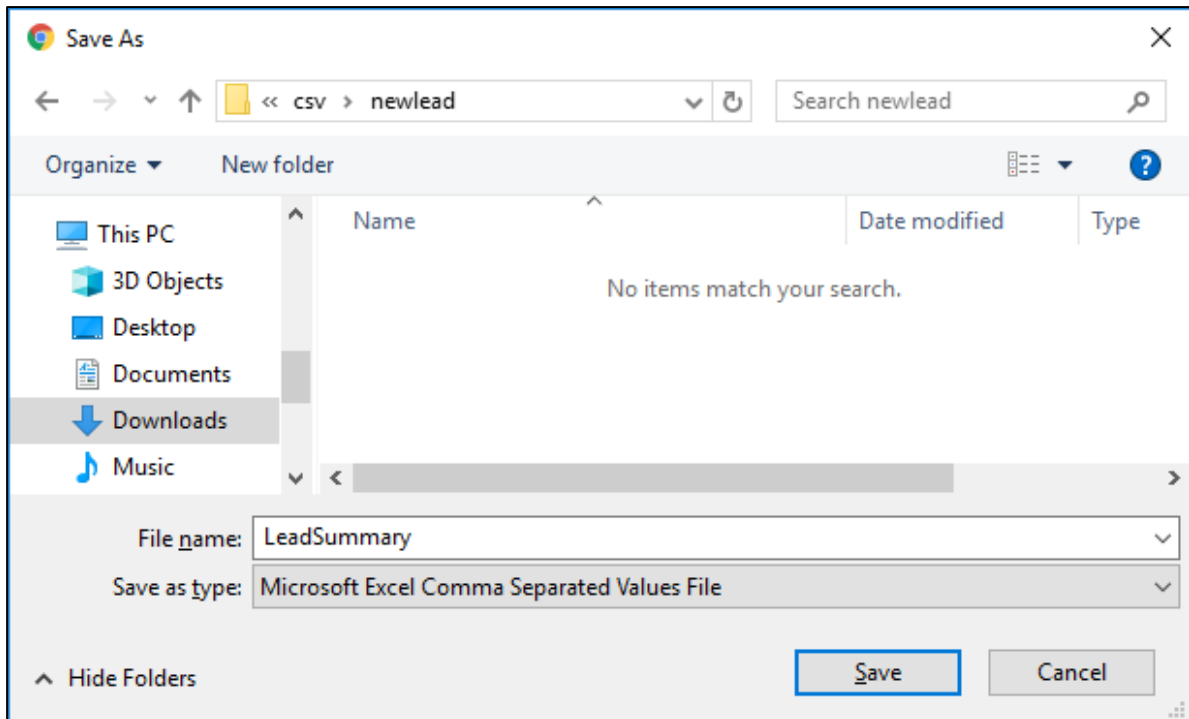 Save As
« csv > newlead
Search newlead
Organize
New folder
?
Name
Date modified
Type
This PC
3D Objects
Desktop
Documents
Downloads
Music
No items match your search.
File name: LeadSummary
Save as type: Microsoft Excel Comma Separated Values File
Hide Folders
Save
Cancel